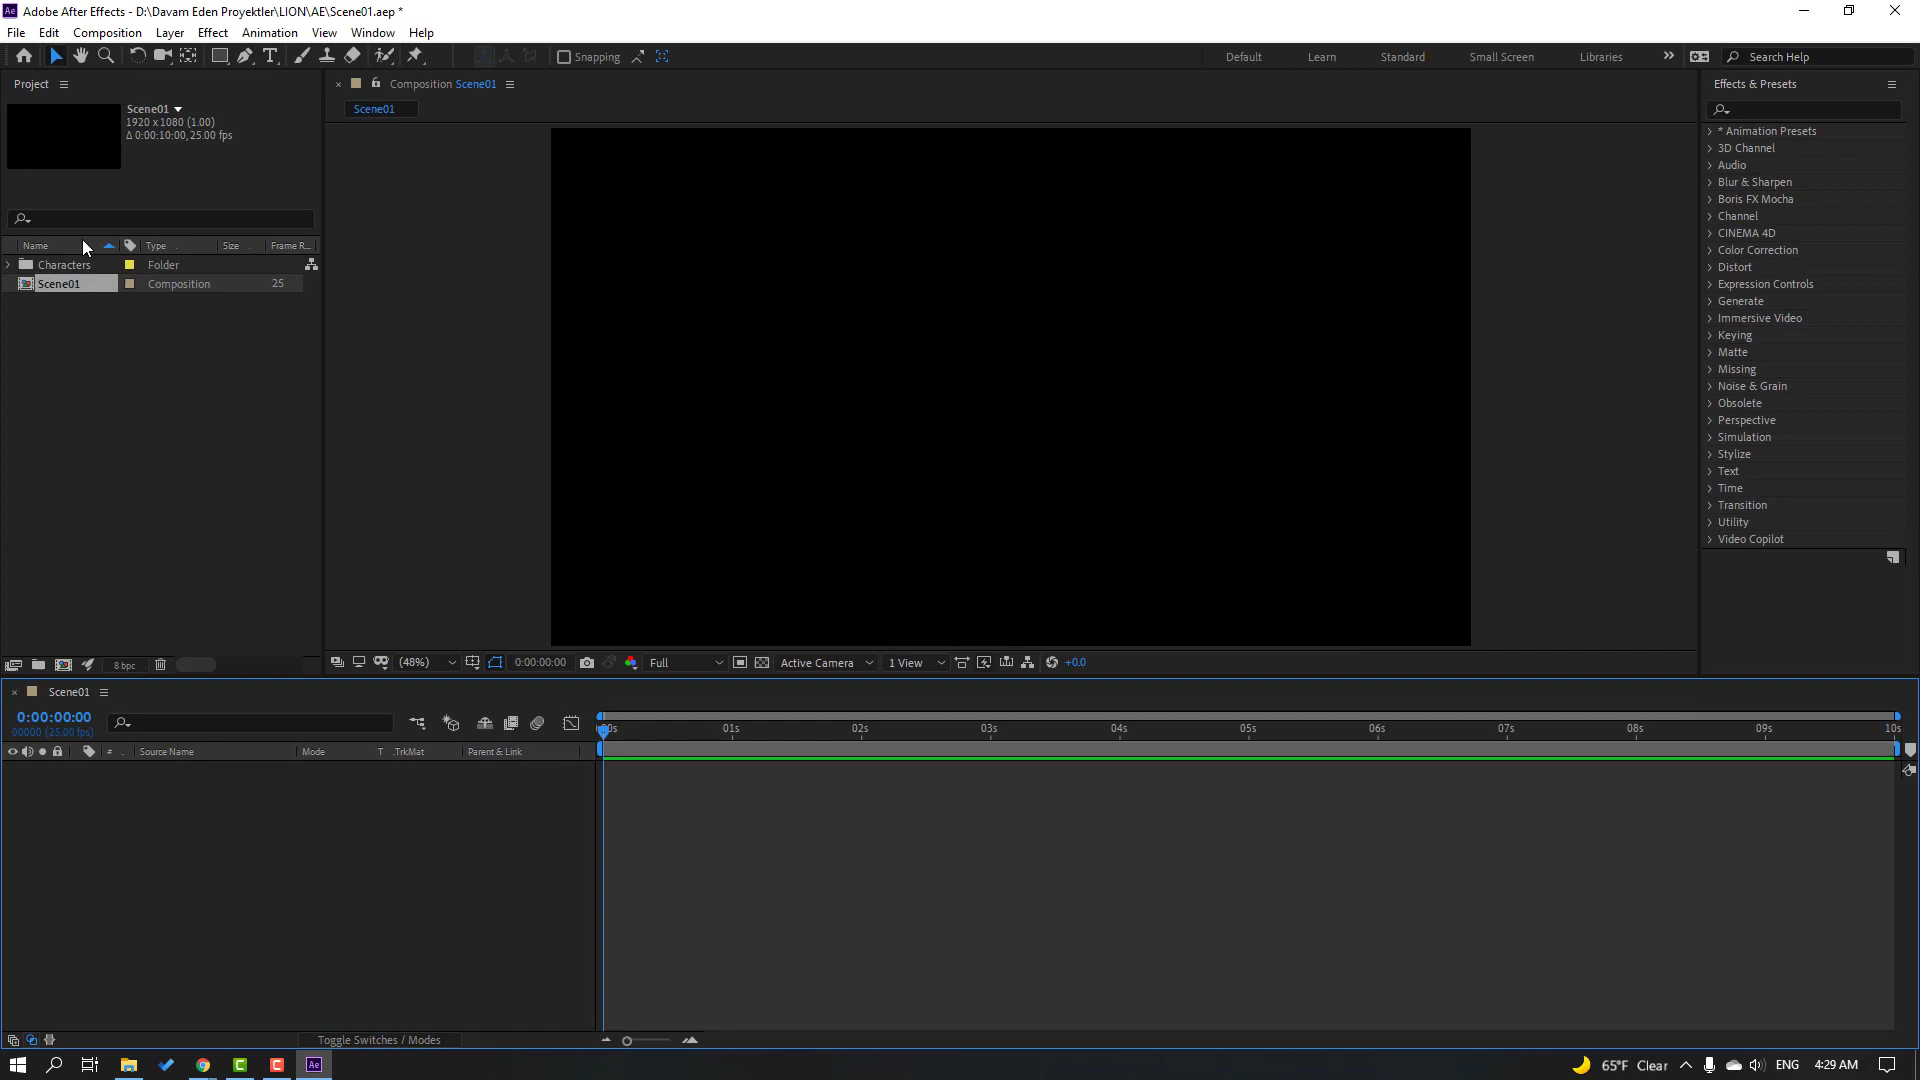 Adobe After Effects - D:\Davam Eden Proyektler\LION\AE\Scene01.aep *
File Edit Composition Layer Effect Animation View Window Help
Snapping Default Learn Standard Small Screen Libraries Search Help
Project
Scene01
1920 x 1080 (1.00)
Δ 0:00:10:00, 25.00 fps
Name Type Size Frame R...
Characters Folder
Scene01 Composition 25
8 bpc
Composition Scene01
Scene01
(48%) 0:00:00:00 Full Active Camera 1 View +0.0
Effects & Presets
* Animation Presets
3D Channel
Audio
Blur & Sharpen
Boris FX Mocha
Channel
CINEMA 4D
Color Correction
Distort
Expression Controls
Generate
Immersive Video
Keying
Matte
Missing
Noise & Grain
Obsolete
Perspective
Simulation
Stylize
Text
Time
Transition
Utility
Video Copilot
Scene01
0:00:00:00
00000 (25.00 fps)
# Source Name Mode T .TrkMat Parent & Link
00s 01s 02s 03s 04s 05s 06s 07s 08s 09s 10s
Toggle Switches / Modes
Ae 65°F Clear ENG 4:29 AM